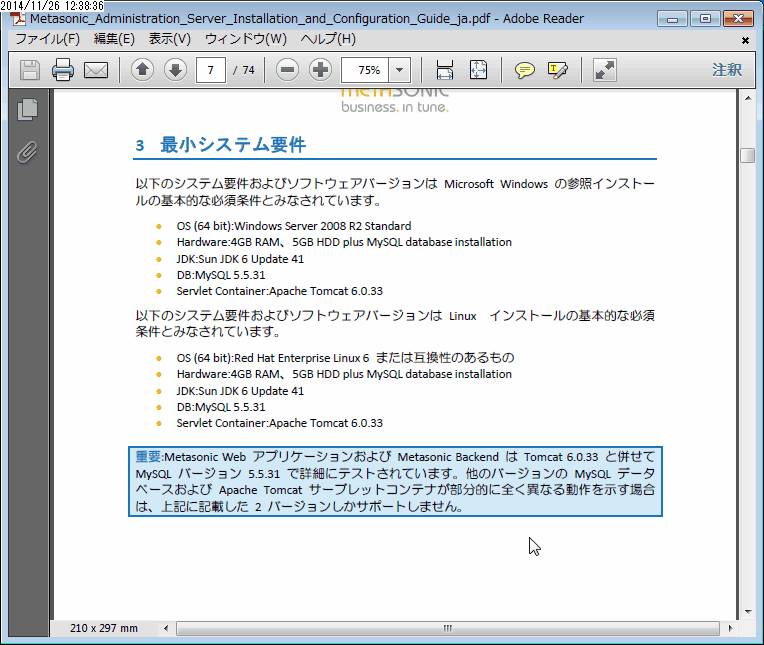 2014/11/26 12:38:36
Metasonic_Administration_Server_Installation_and_Configuration_Guide_ja.pdf - Adobe Reader
ファイル(F) 編集(E) 表示(V) ウィンドウ(W) ヘルプ(H)
7 / 74 75% 注釈
METASONIC
business. in tune.
3 最小システム要件
以下のシステム要件およびソフトウェアバージョンは Microsoft Windows の参照インストー
ルの基本的な必須条件とみなされています。
OS (64 bit):Windows Server 2008 R2 Standard
Hardware:4GB RAM、5GB HDD plus MySQL database installation
JDK:Sun JDK 6 Update 41
DB:MySQL 5.5.31
Servlet Container:Apache Tomcat 6.0.33
以下のシステム要件およびソフトウェアバージョンは Linux インストールの基本的な必須
条件とみなされています。
OS (64 bit):Red Hat Enterprise Linux 6 または互換性のあるもの
Hardware:4GB RAM、5GB HDD plus MySQL database installation
JDK:Sun JDK 6 Update 41
DB:MySQL 5.5.31
Servlet Container:Apache Tomcat 6.0.33
重要:Metasonic Web アプリケーションおよび Metasonic Backend は Tomcat 6.0.33 と併せて
MySQL バージョン 5.5.31 で詳細にテストされています。他のバージョンの MySQL データ
ベースおよび Apache Tomcat サーブレットコンテナが部分的に全く異なる動作を示す場合
は、上記に記載した 2 バージョンしかサポートしません。
210 x 297 mm